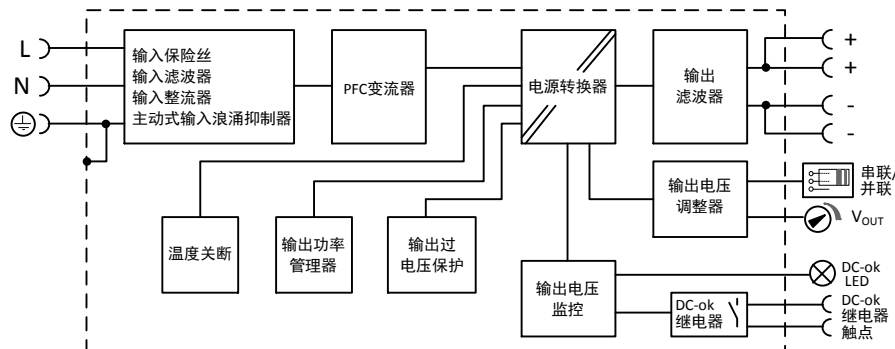 L
N
输入保险丝
输入滤波器
输入整流器
主动式输入浪涌抑制器
PFC变流器
电源转换器
输出
滤波器
+
+
-
-
温度关断
输出功率
管理器
输出过
电压保护
输出电压
调整器
串联/
并联
VOUT
输出电压
监控
DC-ok
LED
DC-ok
继电器
DC-ok
继电器
触点